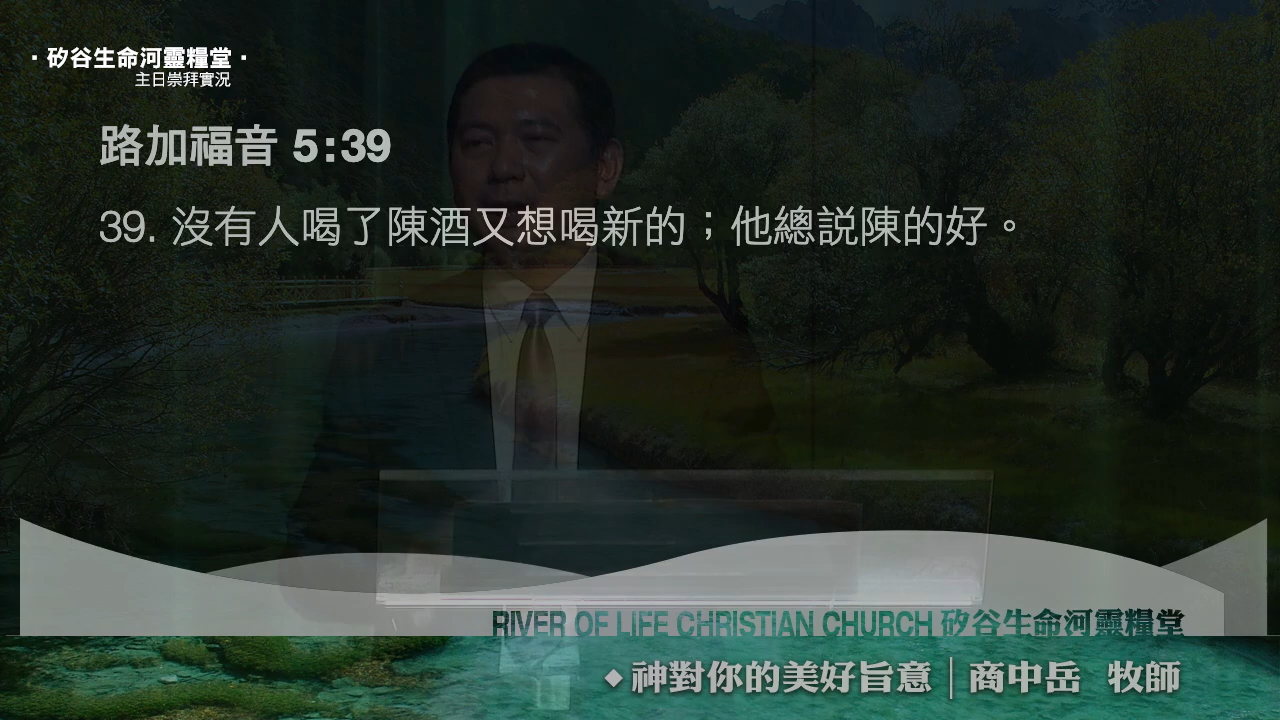 ·矽谷生命河靈糧堂·
主日崇拜實況
路加福音 5:39
39. 沒有人喝了陳酒又想喝新的；他總説陳的好。
RIVER OF LIFE CHRISTIAN CHURCH 矽谷生命河靈糧堂
◆神對你的美好旨意│商中岳 牧師